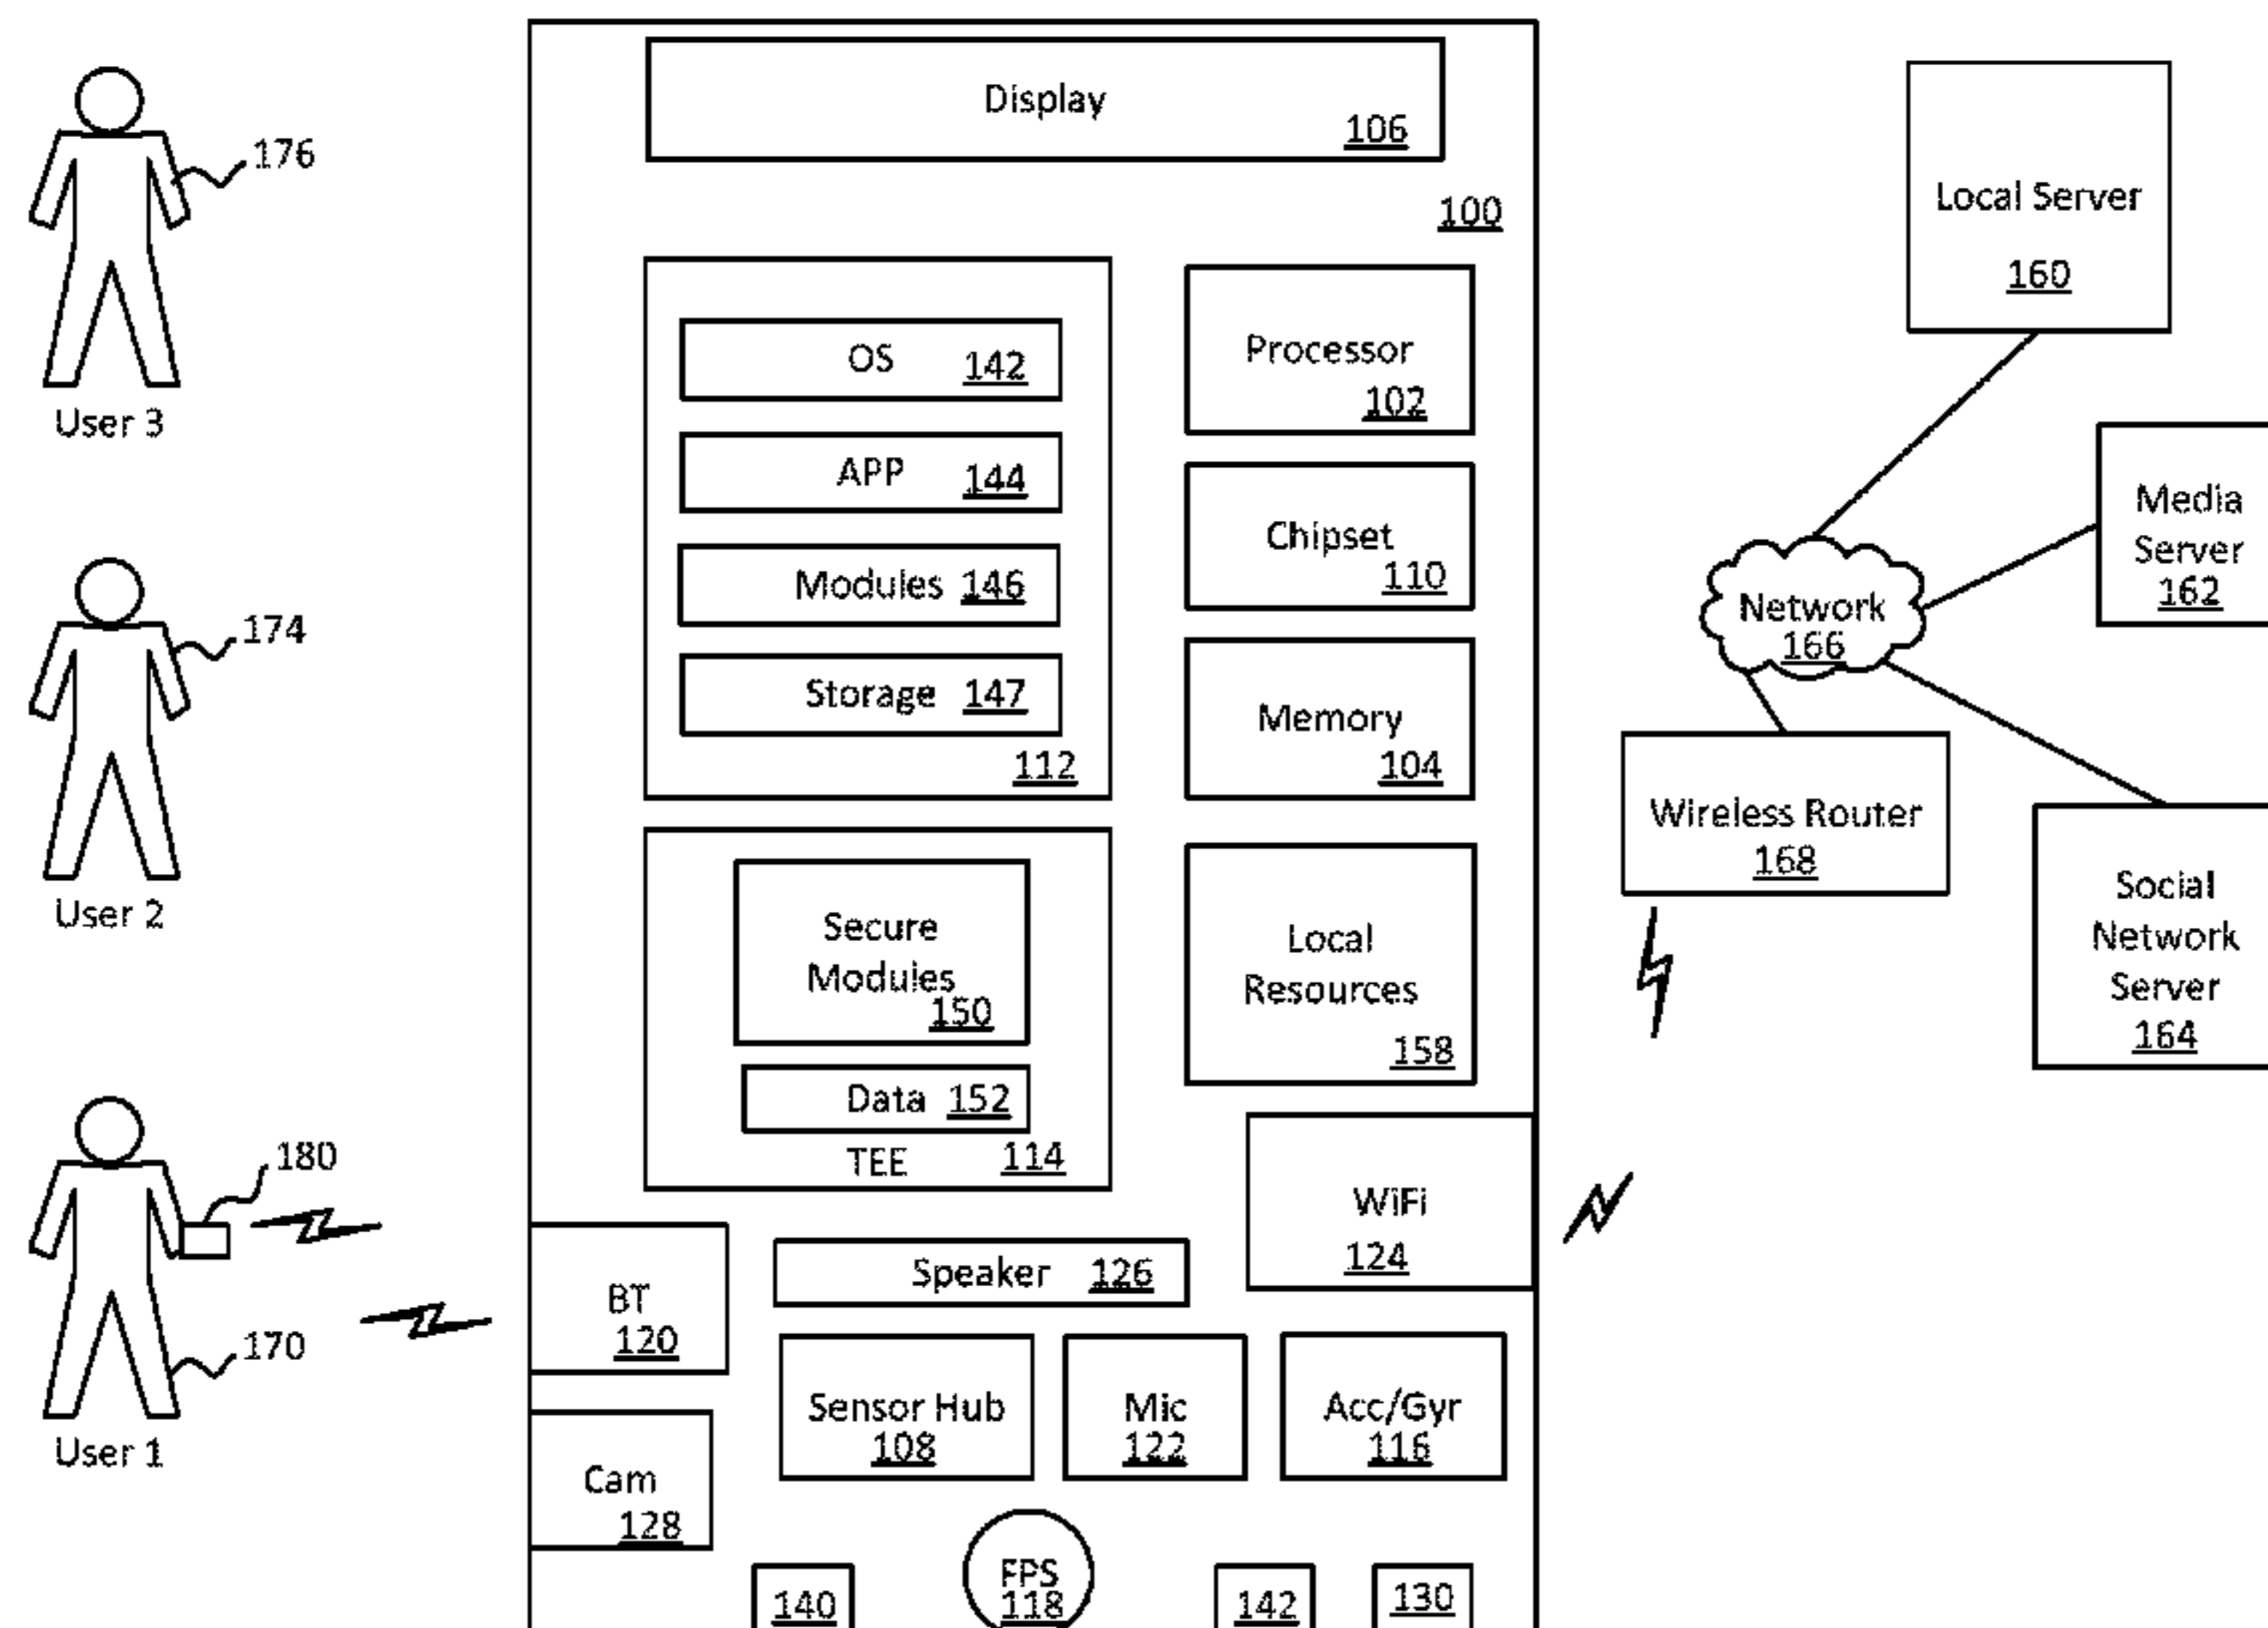 176
User 3
174
User 2
180
170
User 1
Display
106
100
OS 142
APP 144
Modules 146
Storage 147
112
Processor
102
Chipset
110
Memory
104
Secure
Modules
150
Data 152
TEE 114
Local
Resources
158
WiFi
124
BT
120
Speaker 126
Sensor Hub
108
Mic
122
Acc/Gyr
116
Cam
128
140
FPS
118
142
130
Local Server
160
Media
Server
162
Network
166
Wireless Router
168
Social
Network
Server
164